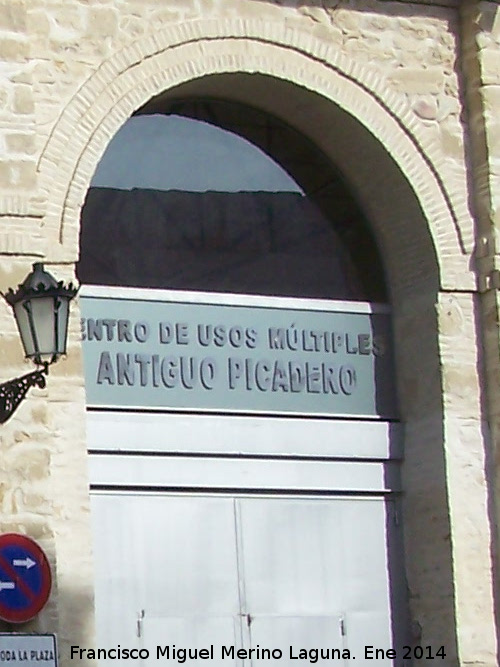 ENTRO DE USOS MÚLTIPLES
ANTIGUO PICADERO
ODA LA PLAZA
Francisco Miguel Merino Laguna. Ene 2014